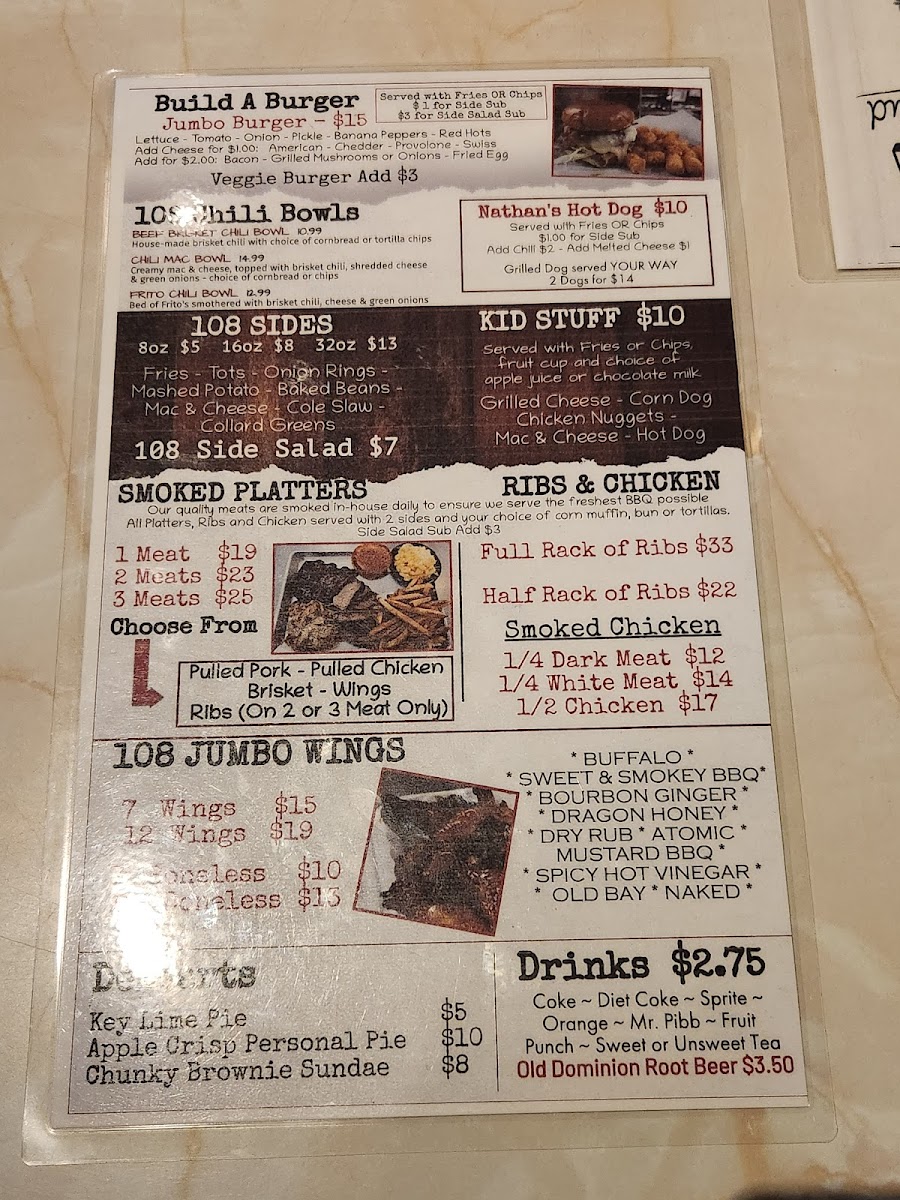 Build A Burger
Jumbo Burger - $15
Served with Fries OR Chips
$1 for Side Sub
$3 for Side Salad Sub
Lettuce - Tomato - Onion - Pickle - Banana Peppers - Red Hots
Add Cheese for $1.00: American - Chedder - Provolone - Swiss
Add for $2.00: Bacon - Grilled Mushrooms or Onions - Fried Egg
Veggie Burger Add $3
108 Chili Bowls
BEEF BRISKET CHILI BOWL 10.99
House-made brisket chili with choice of cornbread or tortilla chips
CHILI MAC BOWL 14.99
Creamy mac & cheese, topped with brisket chili, shredded cheese
& green onions - choice of cornbread or chips
FRITO CHILI BOWL 12.99
Bed of Frito's smothered with brisket chili, cheese & green onions
Nathan's Hot Dog $10
Served with Fries OR Chips
$1.00 for Side Sub
Add Chili $2 - Add Melted Cheese $1
Grilled Dog served YOUR WAY
2 Dogs for $14
108 SIDES
8oz $5 16oz $8 32oz $13
Fries - Tots - Onion Rings -
Mashed Potato - Baked Beans -
Mac & Cheese - Cole Slaw -
Collard Greens
108 Side Salad $7
KID STUFF $10
Served with Fries or Chips,
fruit cup and choice of
apple juice or chocolate milk
Grilled Cheese - Corn Dog
Chicken Nuggets -
Mac & Cheese - Hot Dog
SMOKED PLATTERS
RIBS & CHICKEN
Our quality meats are smoked in-house daily to ensure we serve the freshest BBQ possible
All Platters, Ribs and Chicken served with 2 sides and your choice of corn muffin, bun or tortillas.
Side Salad Sub Add $3
1 Meat $19
2 Meats $23
3 Meats $25
Choose From
Pulled Pork - Pulled Chicken
Brisket - Wings
Ribs (On 2 or 3 Meat Only)
Full Rack of Ribs $33
Half Rack of Ribs $22
Smoked Chicken
1/4 Dark Meat $12
1/4 White Meat $14
1/2 Chicken $17
108 JUMBO WINGS
7 Wings $15
12 Wings $19
Boneless $10
Boneless $13
* BUFFALO *
* SWEET & SMOKEY BBQ*
* BOURBON GINGER *
* DRAGON HONEY *
* DRY RUB * ATOMIC *
MUSTARD BBQ *
* SPICY HOT VINEGAR *
* OLD BAY * NAKED *
Desserts
Key Lime Pie $5
Apple Crisp Personal Pie $10
Chunky Brownie Sundae $8
Drinks $2.75
Coke ~ Diet Coke ~ Sprite ~
Orange ~ Mr. Pibb ~ Fruit
Punch ~ Sweet or Unsweet Tea
Old Dominion Root Beer $3.50